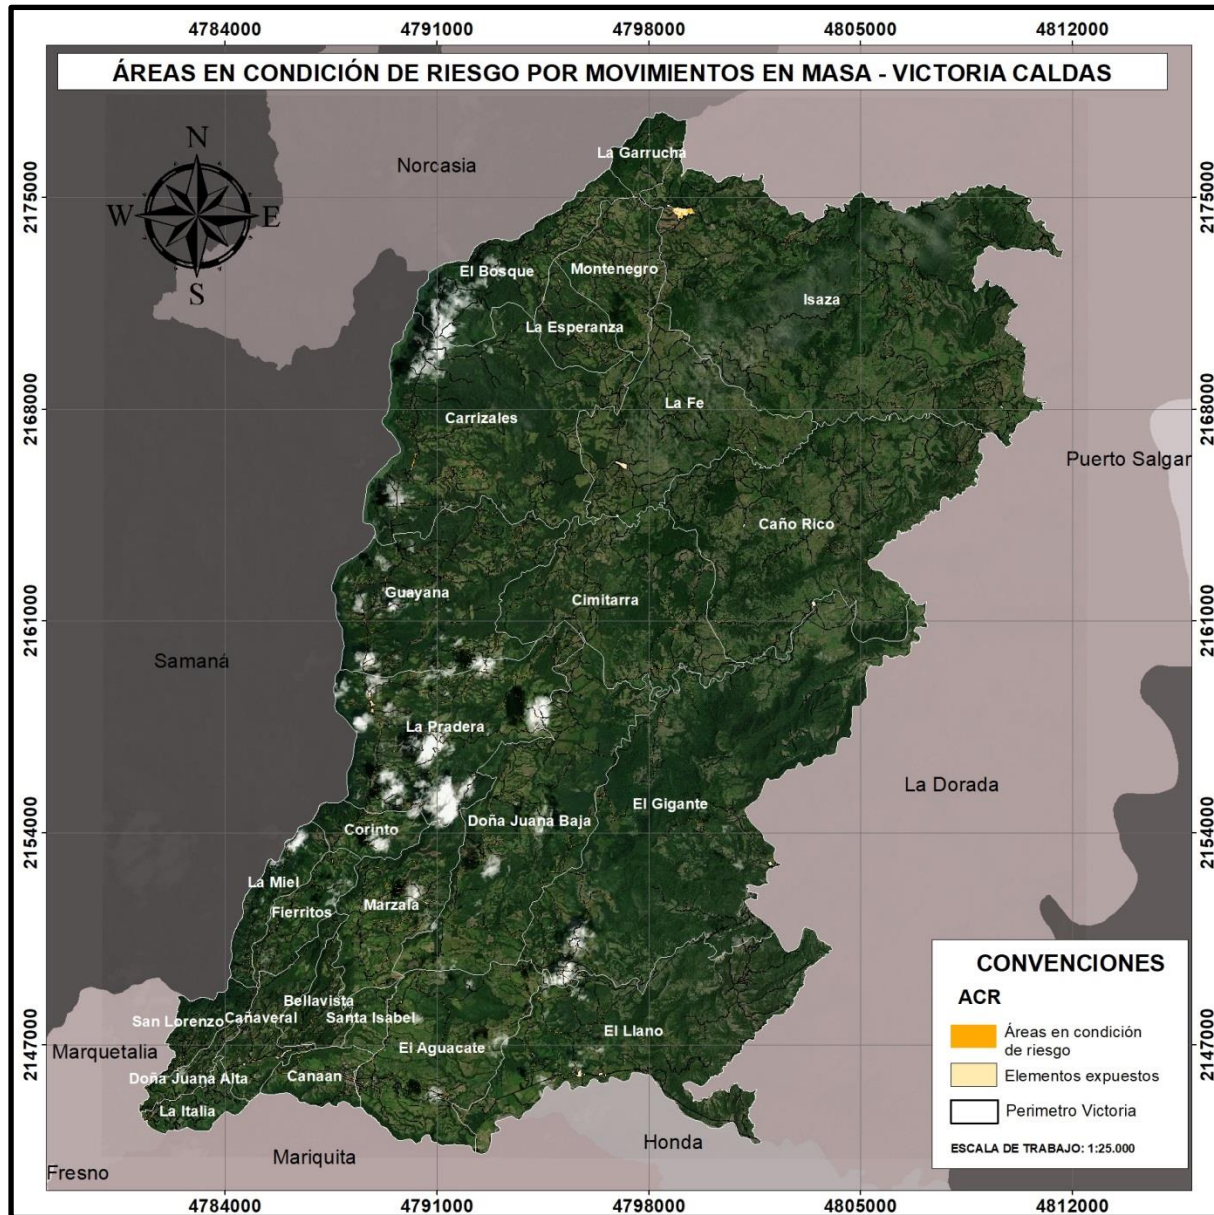 4784000 4791000 4798000 4805000 4812000
ÁREAS EN CONDICIÓN DE RIESGO POR MOVIMIENTOS EN MASA - VICTORIA CALDAS
N
W E
S
2175000
2168000
2161000
2154000
2147000
2175000
2168000
2161000
2154000
2147000
Norcasia
La Garrucha
El Bosque
Montenegro
Isaza
La Esperanza
Carrizales
La Fe
Puerto Salgar
Caño Rico
Guayana
Cimitarra
Samaná
La Pradera
El Gigante
La Dorada
Corinto
Doña Juana Baja
La Miel
Marzala
Fierritos
Bellavista
San Lorenzo
Cañaveral
Santa Isabel
El Llano
Marquetalia
El Aguacate
Doña Juana Alta
Canaan
La Italia
Honda
Mariquita
Fresno
CONVENCIONES
ACR
Áreas en condición
de riesgo
Elementos expuestos
Perimetro Victoria
ESCALA DE TRABAJO: 1:25.000
4784000 4791000 4798000 4805000 4812000